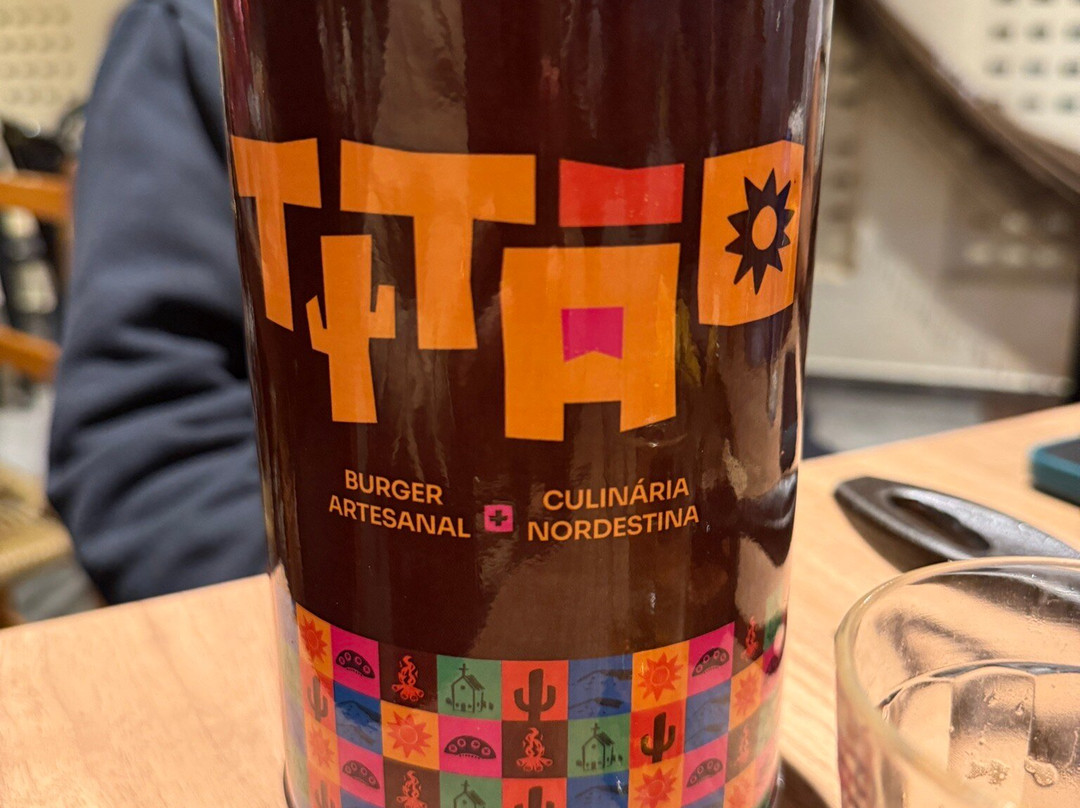 TITÃO
BURGER
ARTESANAL
CULINÁRIA
NORDESTINA